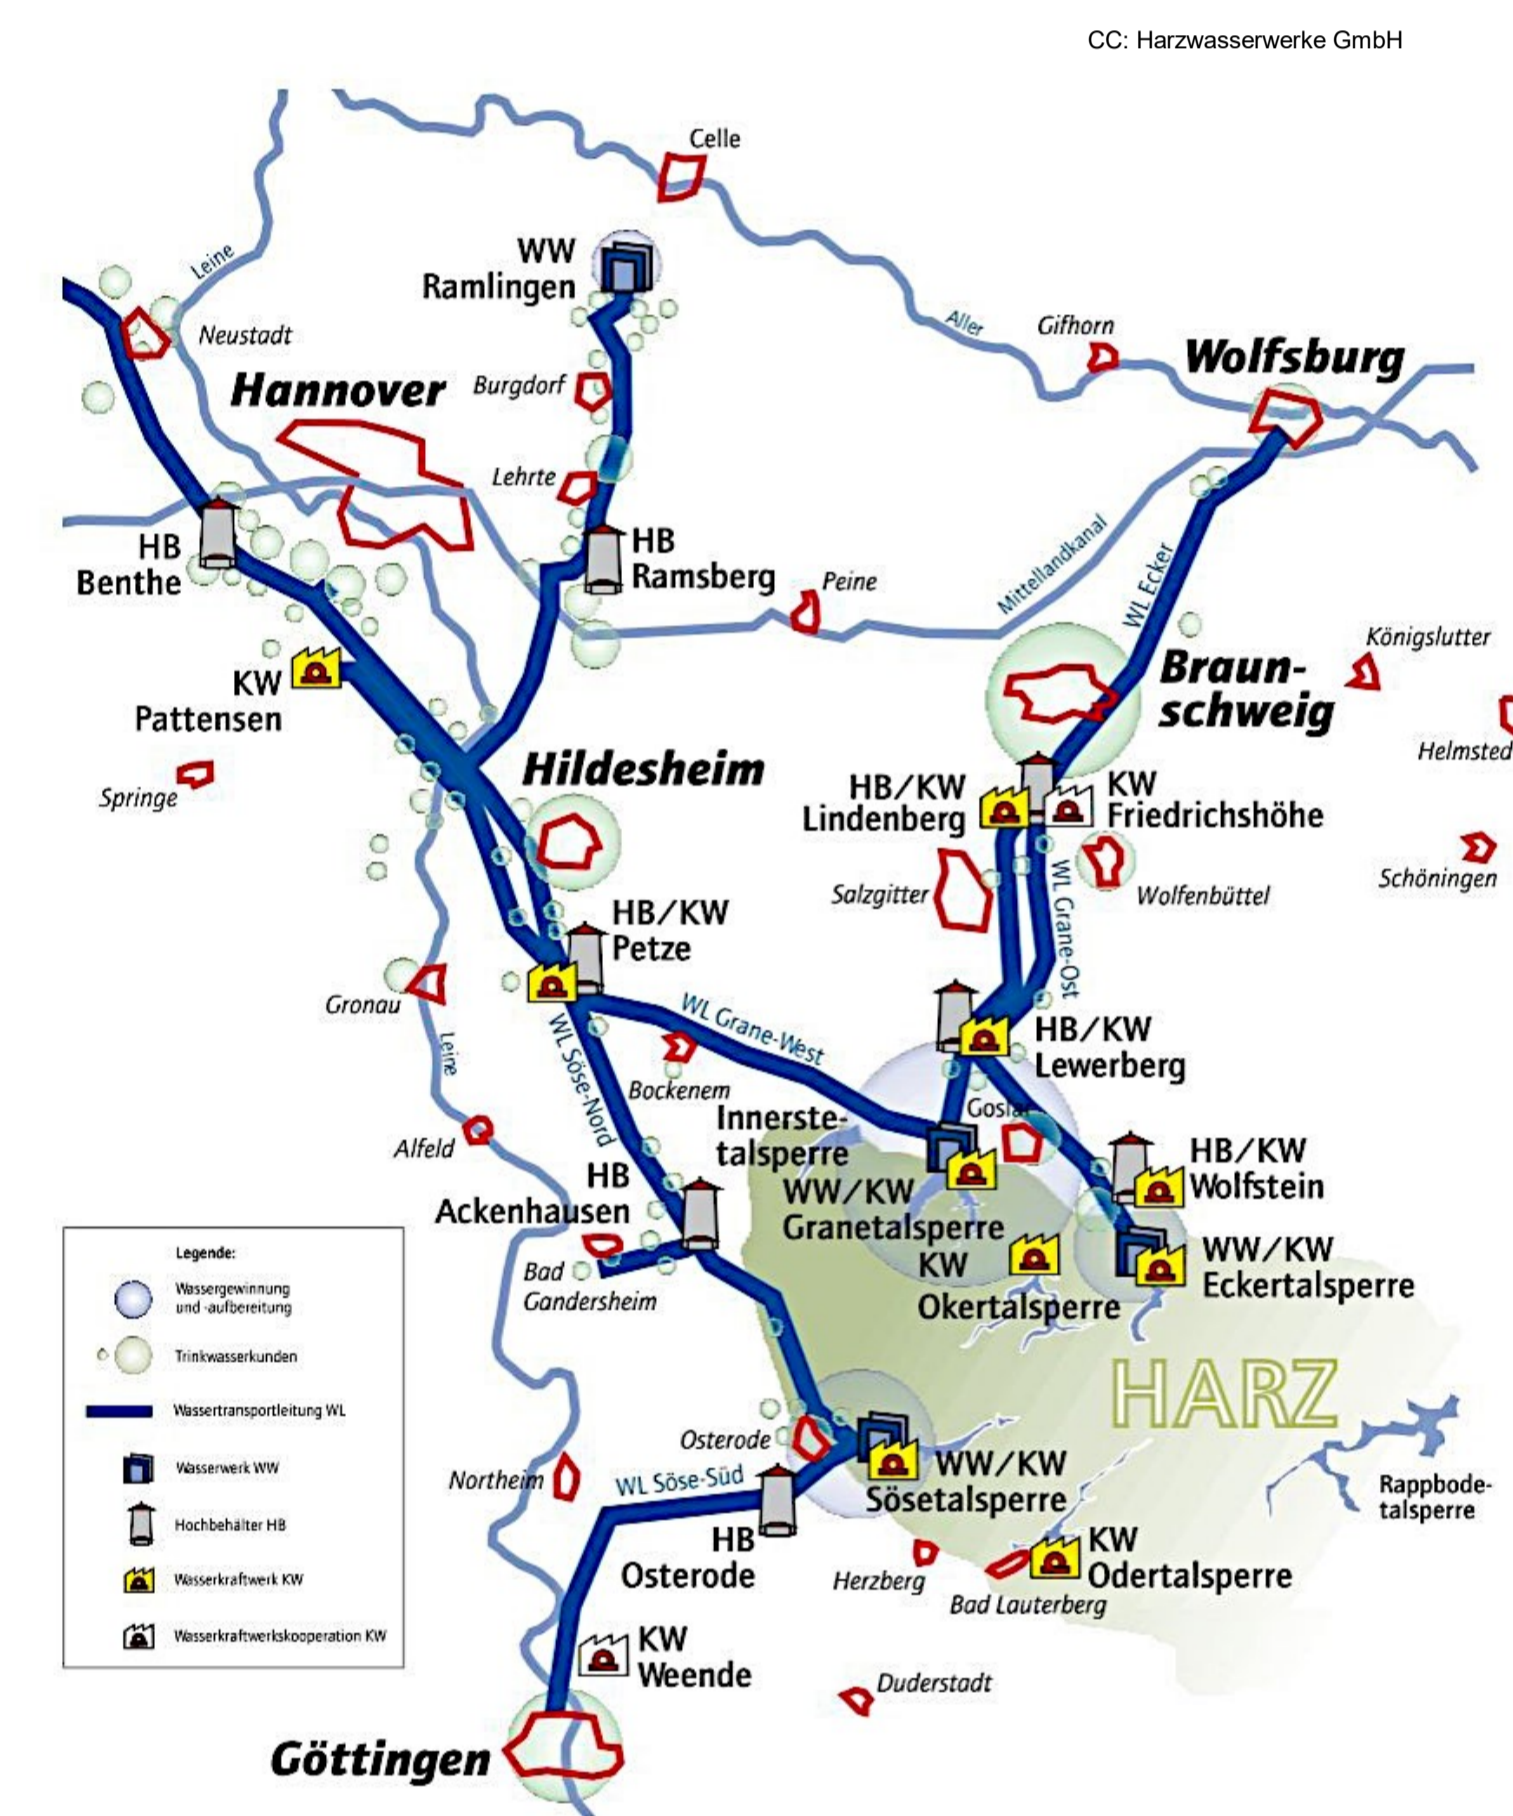 CC: Harzwasserwerke GmbH
Celle
WW
Ramlingen
Leine
Neustadt
Hannover
Burgdorf
Lehrte
Aller
Gifhorn
Wolfsburg
HB
Benthe
HB
Ramsberg
Peine
Mittellandkanal
WL Ecker
Königslutter
KW
Pattensen
Braun-
schweig
Helmsted
Springe
Hildesheim
HB/KW
Lindenberg
KW
Friedrichshöhe
Salzgitter
Wolfenbüttel
Schöningen
WL Grane-Ost
HB/KW
Petze
Gronau
Leine
WL Söse-Nord
WL Grane-West
Bockenem
HB/KW
Lewerberg
Goslar
Alfeld
Innerste-
talsperre
WW/KW
Granetalsperre
HB/KW
Wolfstein
HB
Ackenhausen
Bad
Gandersheim
KW
Okertalsperre
WW/KW
Eckertalsperre
HARZ
Legende:
Wassergewinnung
und -aufbereitung
Trinkwasserkunden
Wassertransportleitung WL
Wasserwerk WW
Hochbehälter HB
Wasserkraftwerk KW
Wasserkraftwerkskooperation KW
Osterode
Northeim
WL Söse-Süd
WW/KW
Sösetalsperre
Rappbode-
talsperre
HB
Osterode
Herzberg
KW
Odertalsperre
Bad Lauterberg
KW
Weende
Duderstadt
Göttingen